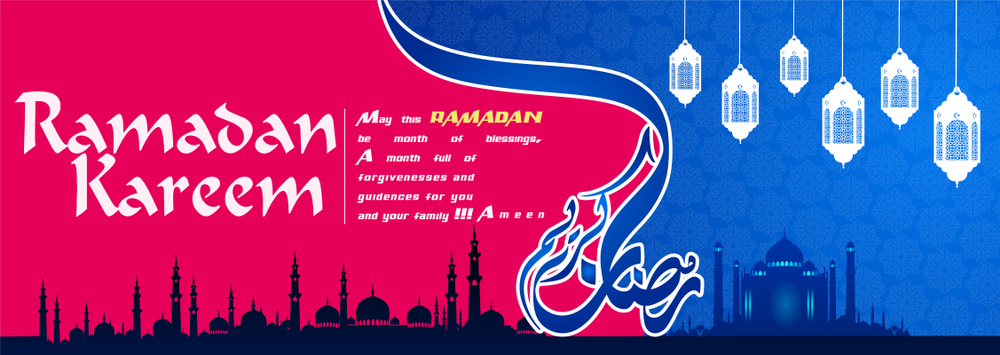 Ramadan
Kareem
May this RAMADAN
be month of blessings,
A month full of
forgivenesses and
guidences for you
and your family !!! Ameen
رمضان كريم